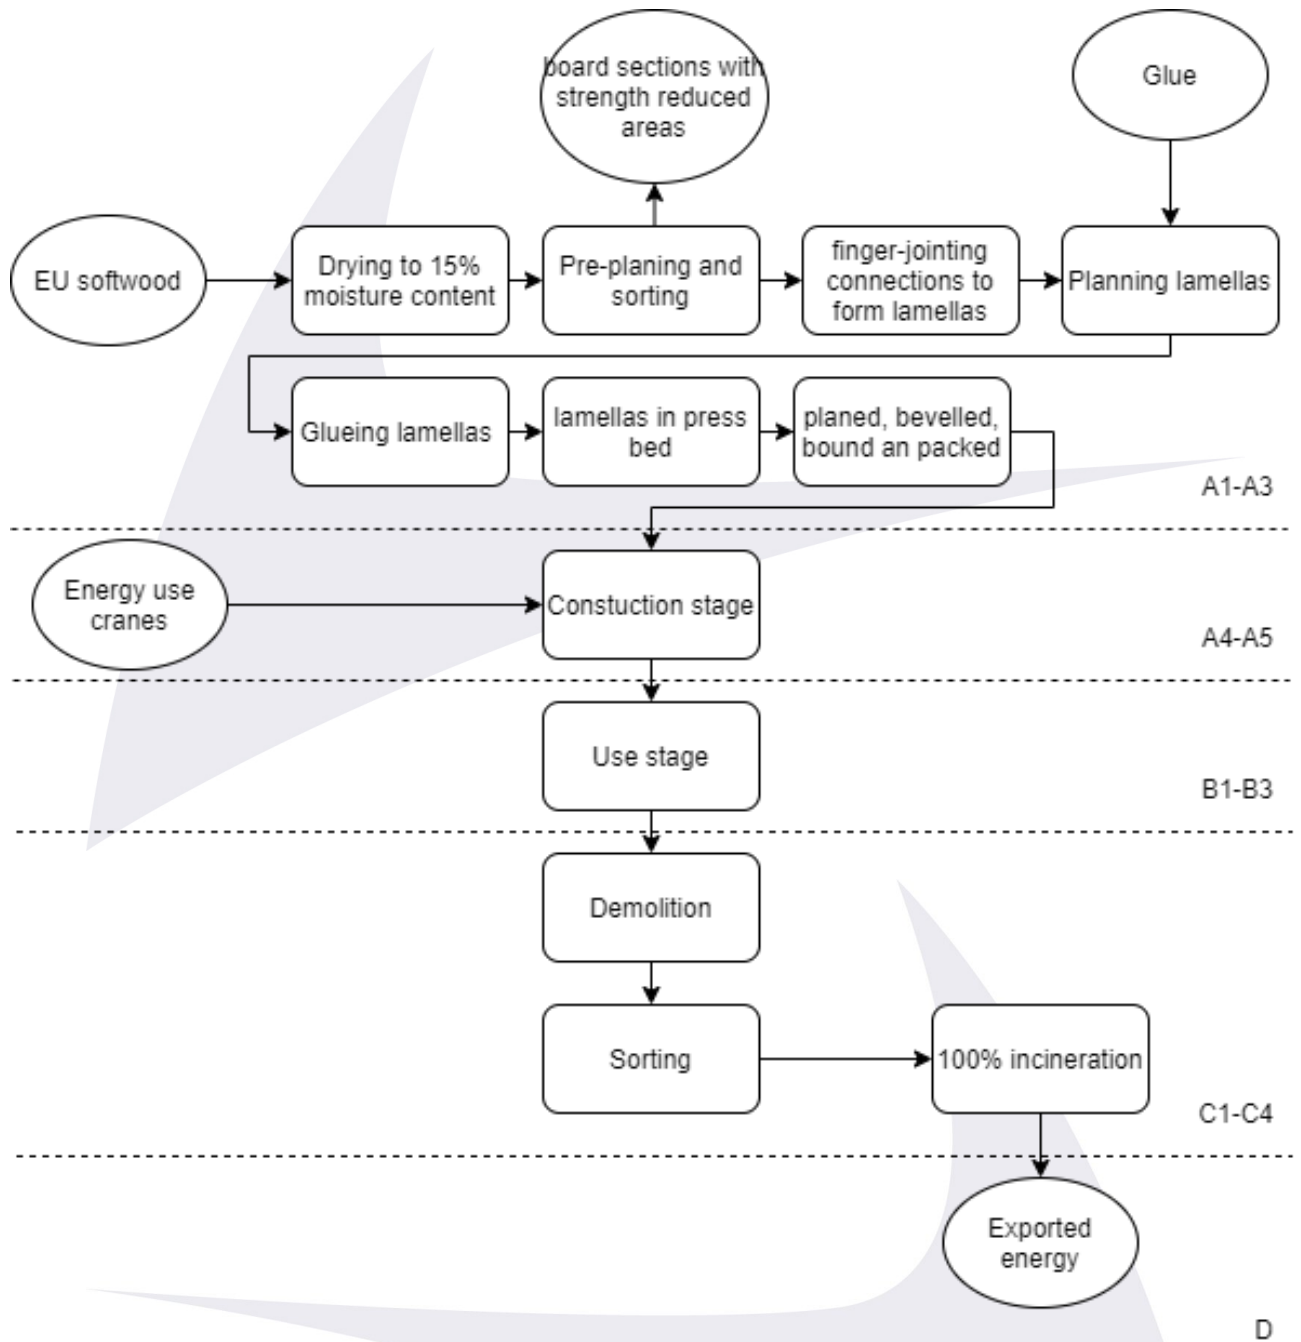 board sections with
strength reduced
areas
Glue
EU softwood
Drying to 15%
moisture content
Pre-planing and
sorting
finger-jointing
connections to
form lamellas
Planning lamellas
Glueing lamellas
lamellas in press
bed
planed, bevelled,
bound an packed
A1-A3
Energy use
cranes
Constuction stage
A4-A5
Use stage
B1-B3
Demolition
Sorting
100% incineration
C1-C4
Exported
energy
D